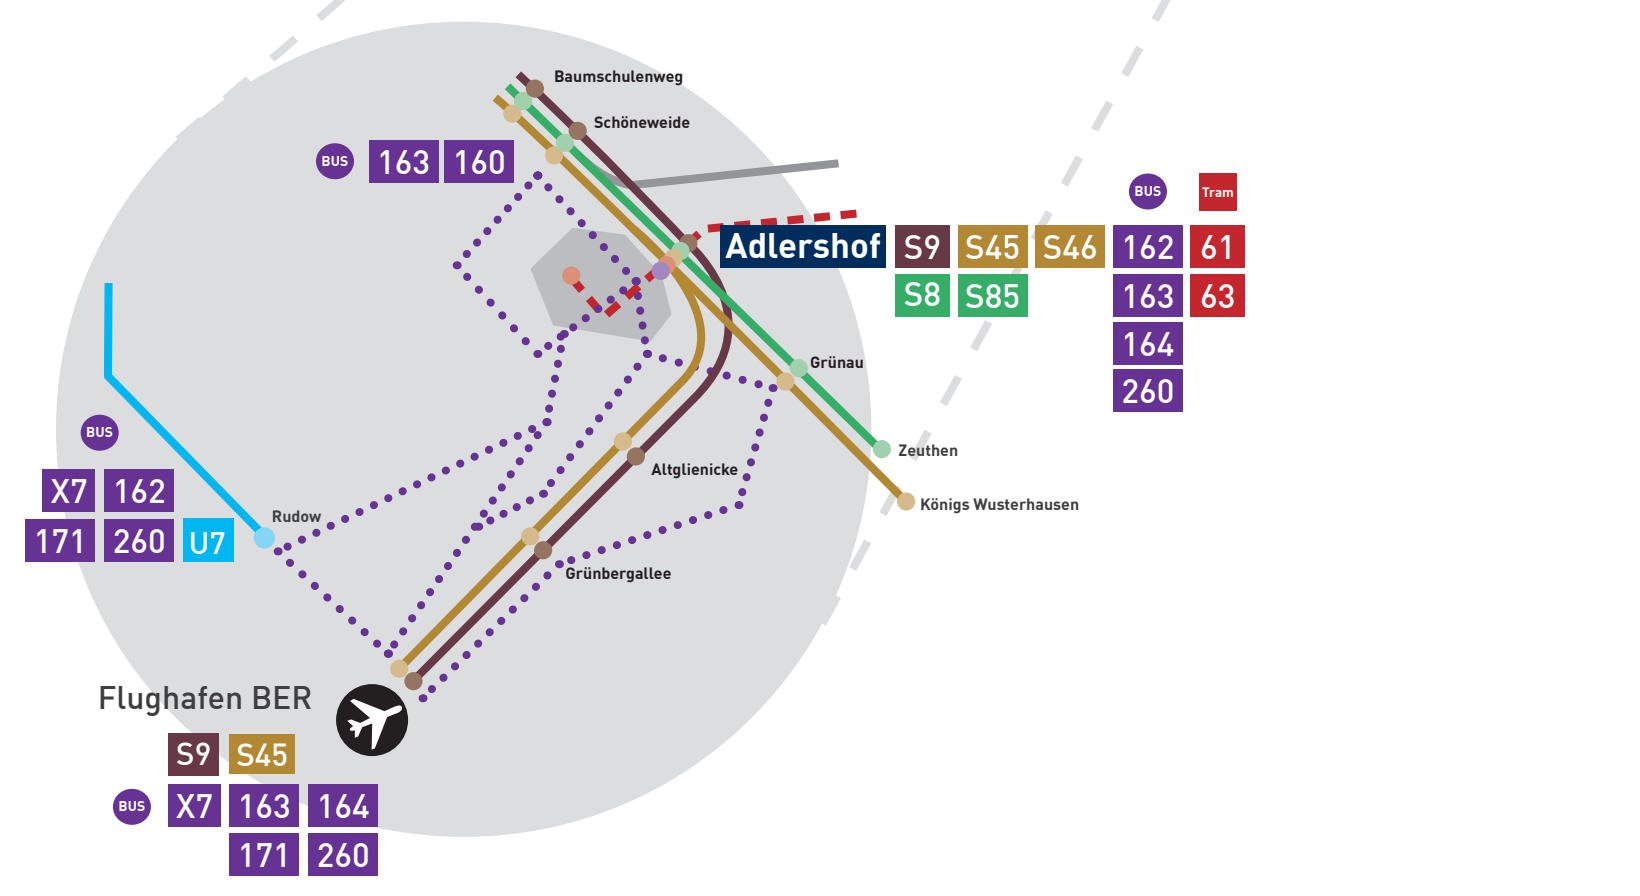 Baumschulenweg
Schöneweide
BUS 163 160
BUS Tram
Adlershof S9 S45 S46 162 61
S8 S85 163 63
164
260
Grünau
BUS
Zeuthen
Altglienicke
X7 162
Königs Wusterhausen
Rudow
171 260 U7
Grünbergallee
Flughafen BER
S9 S45
BUS X7 163 164
171 260